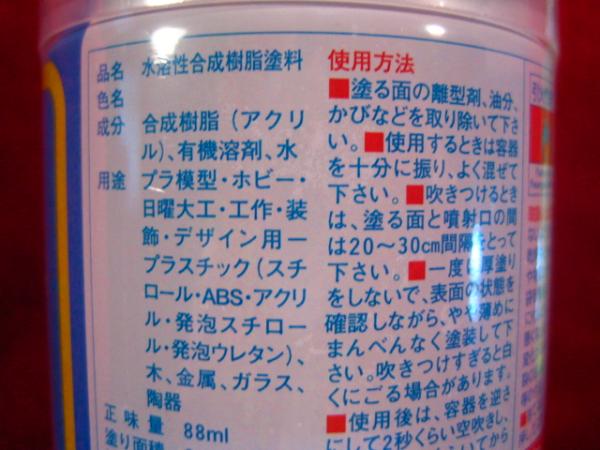 品名 水溶性合成樹脂塗料
色名
成分 合成樹脂(アクリ
ル)、有機溶剤、水
用途 プラ模型・ホビー・
日曜大工・工作・装
飾・デザイン用ー
プラスチック(スチ
ロール・ABS・アクリ
ル・発泡スチロー
ル・発泡ウレタン)、
木、金属、ガラス、
陶器
正味量 88ml
塗り面積
使用方法
■塗る面の離型剤、油分、
かびなどを取り除いて下さ
い。■使用するときは容器
を十分に振り、よく混ぜて
下さい。■吹きつけるとき
は、塗る面と噴射口の間
は20〜30cm間隔をとって
下さい。■一度に厚塗り
をしないで、表面の状態を
確認しながら、やや薄めに
まんべんなく塗装して下
さい。吹きつけすぎると白
くにごる場合があります。
■使用後は、容器を逆さ
にして2秒くらい空吹きし、